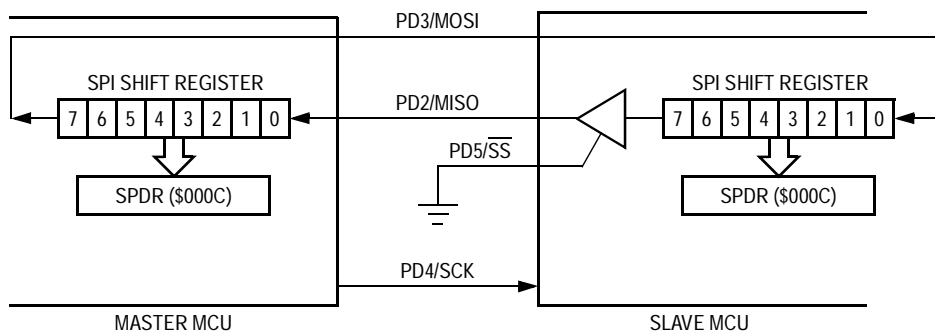 PD3/MOSI
SPI SHIFT REGISTER
7 6 5 4 3 2 1 0
SPDR ($000C)
PD2/MISO
PD5/S̅S̅
PD4/SCK
SPI SHIFT REGISTER
7 6 5 4 3 2 1 0
SPDR ($000C)
MASTER MCU
SLAVE MCU